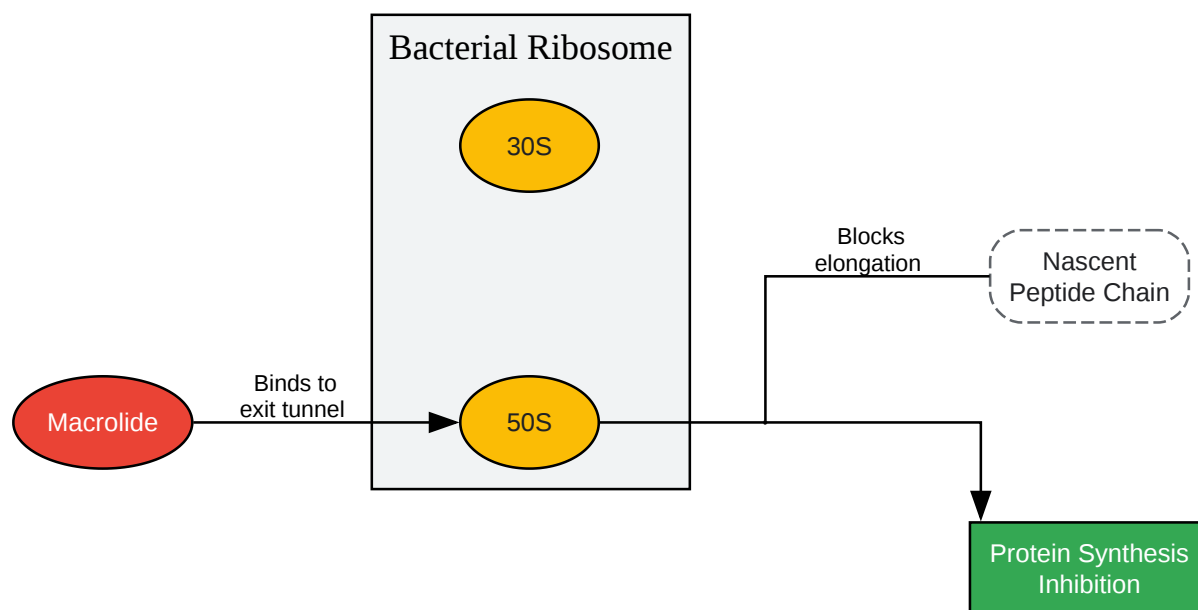 Bacterial Ribosome
30S
Blocks
elongation
Nascent
Peptide Chain
Macrolide
Binds to
exit tunnel
50S
Protein Synthesis
Inhibition